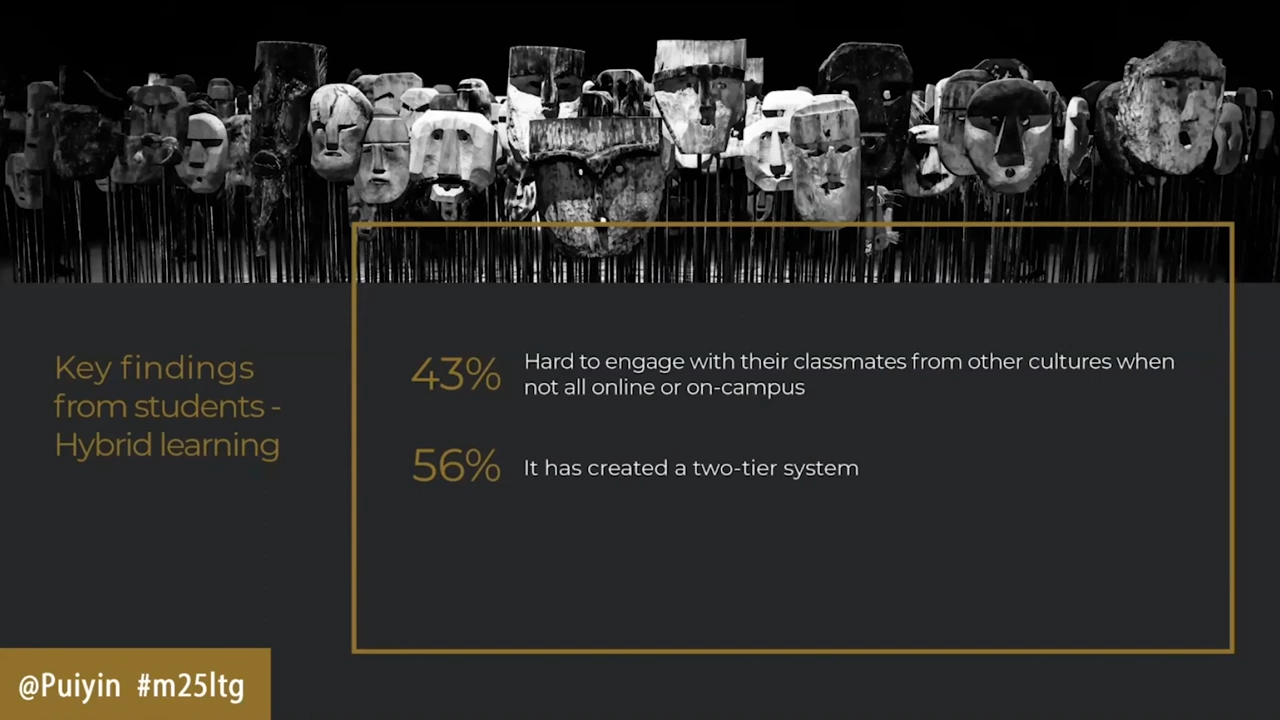 Key findings
from students -
Hybrid learning
43%
Hard to engage with their classmates from other cultures when
not all online or on-campus
56%
It has created a two-tier system
@Puiyin #m25ltg